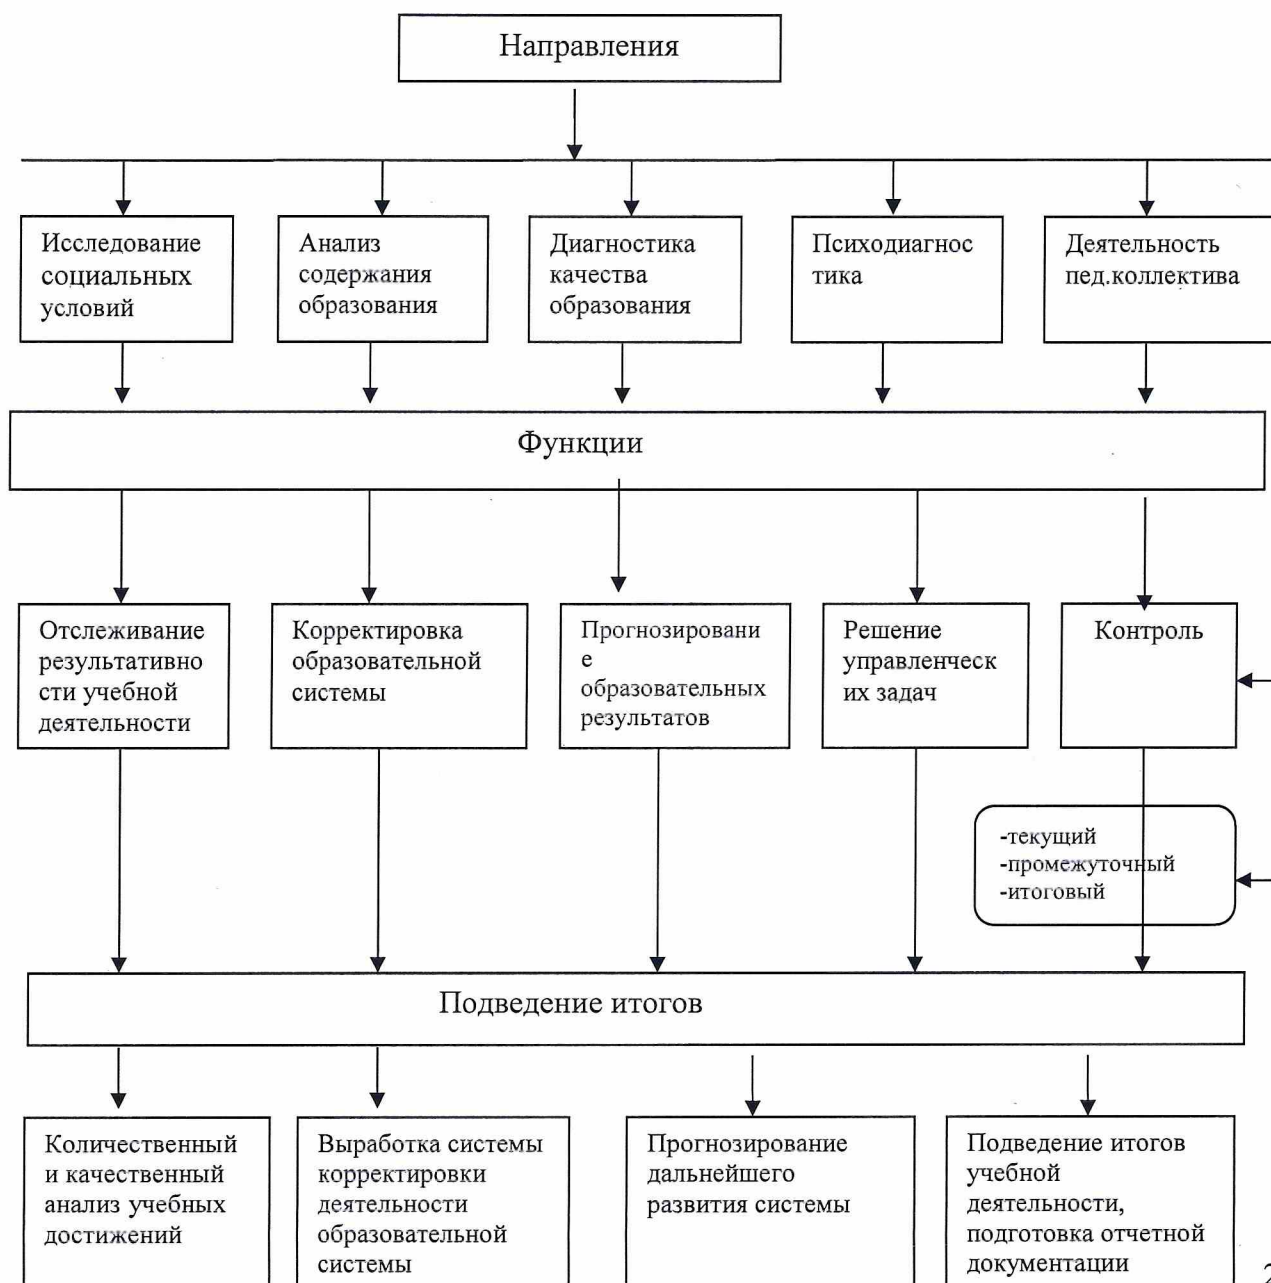 Направления
Исследование
социальных
условий
Анализ
содержания
образования
Диагностика
качества
образования
Психодиагнос
тика
Деятельность
пед.коллектива
Функции
Отслеживание
результативно
сти учебной
деятельности
Корректировка
образовательной
системы
Прогнозировани
е
образовательных
результатов
Решение
управленческ
их задач
Контроль
-текущий
-промежуточный
-итоговый
Подведение итогов
Количественный
и качественный
анализ учебных
достижений
Выработка системы
корректировки
деятельности
образовательной
системы
Прогнозирование
дальнейшего
развития системы
Подведение итогов
учебной
деятельности,
подготовка отчетной
документации